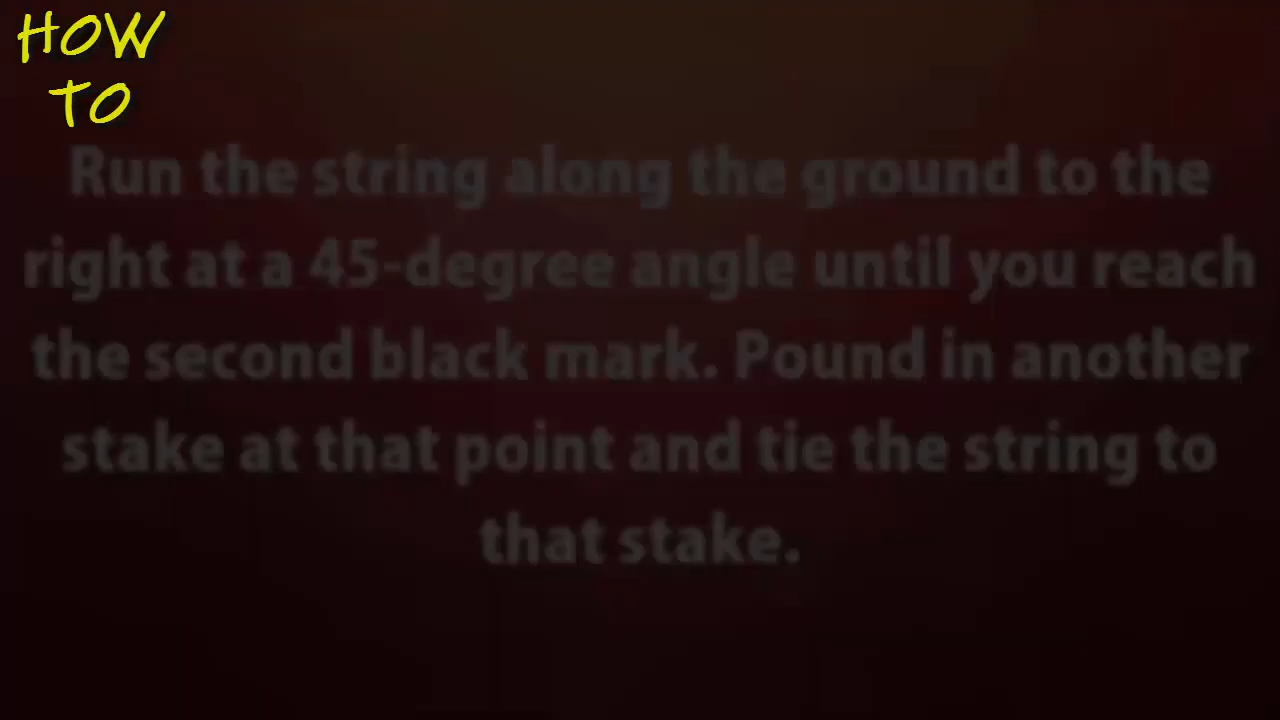 HOW
TO
Run the string along the ground to the
right at a 45-degree angle until you reach
the second black mark. Pound in another
stake at that point and tie the string to
that stake.